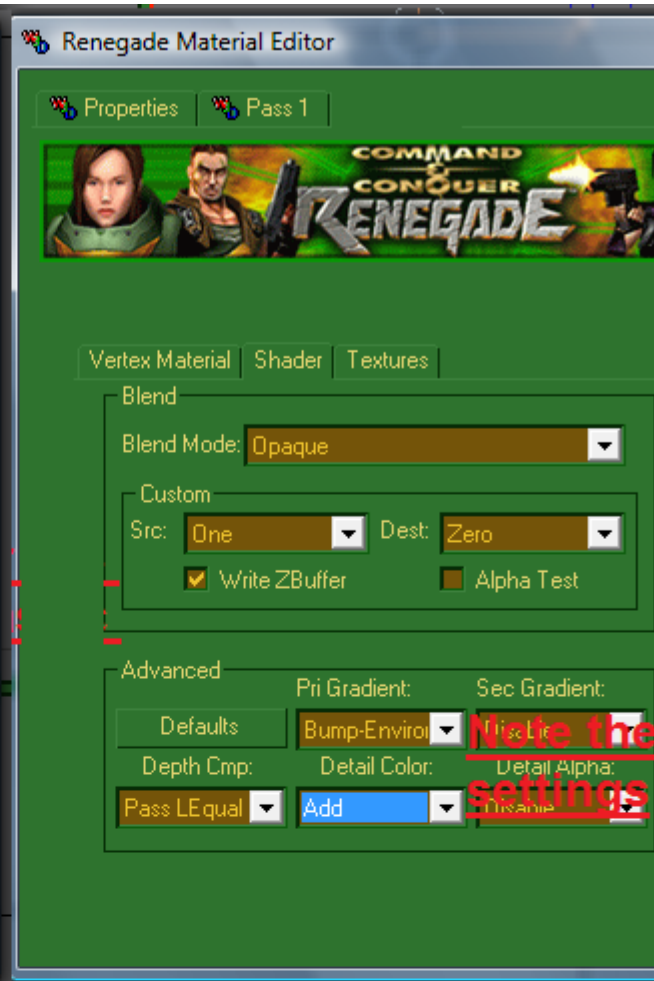 Renegade Material Editor
Properties Pass 1
COMMAND
&
CONQUER
RENEGADE
Vertex Material Shader Textures
Blend
Blend Mode: Opaque
Custom
Src: One Dest: Zero
Write ZBuffer Alpha Test
Advanced
Pri Gradient: Sec Gradient:
Defaults Bump-Enviro Disable
Note the
Depth Cmp: Detail Color: Detail Alpha:
settings
Pass LEqual Add Disable